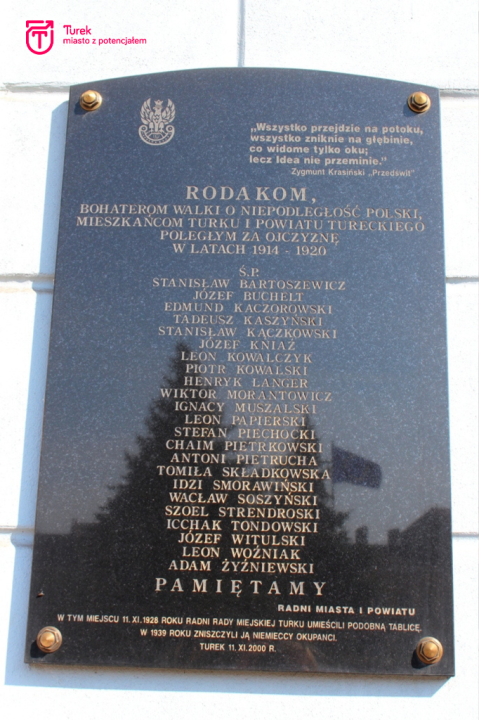 Turek
miasto z potencjałem
„Wszystko przejdzie na potoku,
wszystko zniknie na głębinie,
co widome tylko oku;
lecz Idea nie przeminie.”
Zygmunt Krasiński „Przedświt”
RODAKOM,
BOHATEROM WALKI O NIEPODLEGŁOŚĆ POLSKI,
MIESZKAŃCOM TURKU I POWIATU TURECKIEGO
POLEGŁYM ZA OJCZYZNĘ
W LATACH 1914 - 1920
Ś.P.
STANISŁAW BARTOSZEWICZ
JÓZEF BUCHELT
EDMUND KACZOROWSKI
TADEUSZ KASZYŃSKI
STANISŁAW KĄCZKOWSKI
JÓZEF KNIAŹ
LEON KOWALCZYK
PIOTR KOWALSKI
HENRYK LANGER
WIKTOR MORANTOWICZ
IGNACY MUSZALSKI
LEON PAPIERSKI
STEFAN PIECHOCKI
CHAIM PIETRKOWSKI
ANTONI PIETRUCHA
TOMIŁA SKŁADKOWSKA
IDZI SMORAWIŃSKI
WACŁAW SOSZYŃSKI
SZOEL STRENDROSKI
ICCHAK TONDOWSKI
JÓZEF WITULSKI
LEON WOŹNIAK
ADAM ŻYŹNIEWSKI
PAMIĘTAMY
RADNI MIASTA I POWIATU
W TYM MIEJSCU 11. XI.1928 ROKU RADNI RADY MIEJSKIEJ TURKU UMIEŚCILI PODOBNĄ TABLICĘ,
W 1939 ROKU ZNISZCZYLI JĄ NIEMIECCY OKUPANCI.
TUREK 11. XI.2000 R.